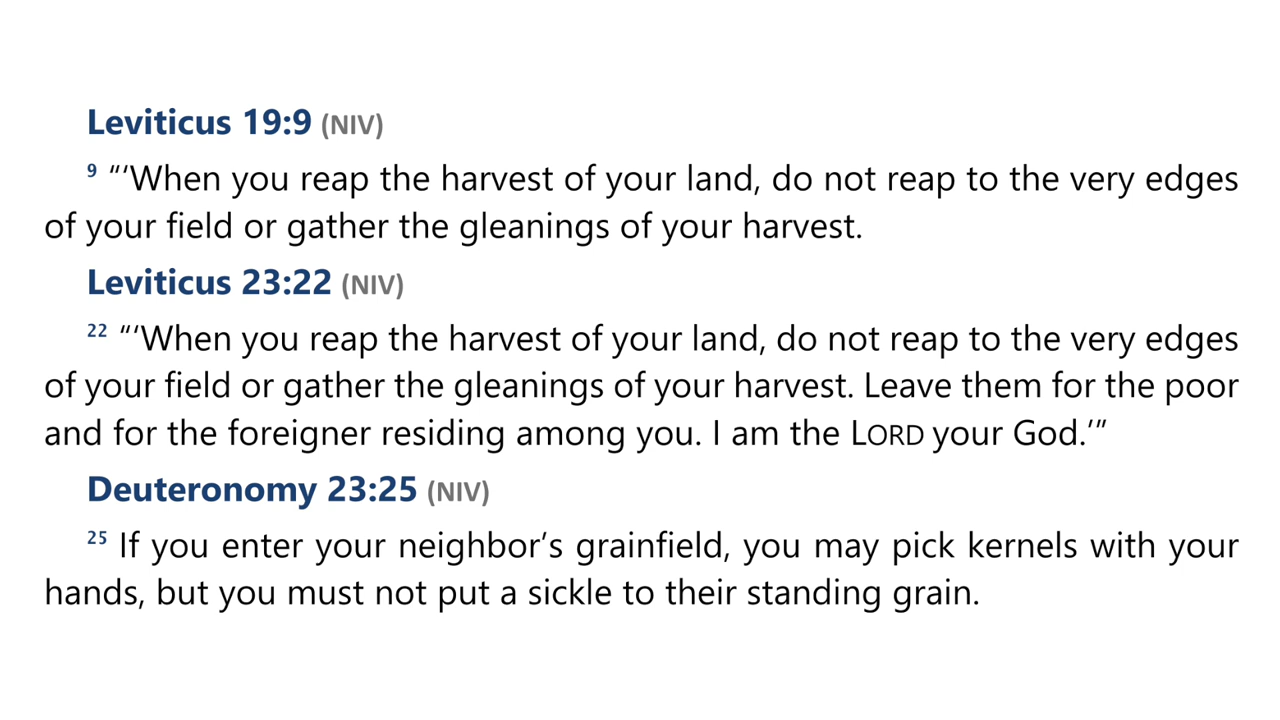 Leviticus 19:9 (NIV)
9 “‘When you reap the harvest of your land, do not reap to the very edges
of your field or gather the gleanings of your harvest.
Leviticus 23:22 (NIV)
22 “‘When you reap the harvest of your land, do not reap to the very edges
of your field or gather the gleanings of your harvest. Leave them for the poor
and for the foreigner residing among you. I am the LORD your God.’”
Deuteronomy 23:25 (NIV)
25 If you enter your neighbor’s grainfield, you may pick kernels with your
hands, but you must not put a sickle to their standing grain.